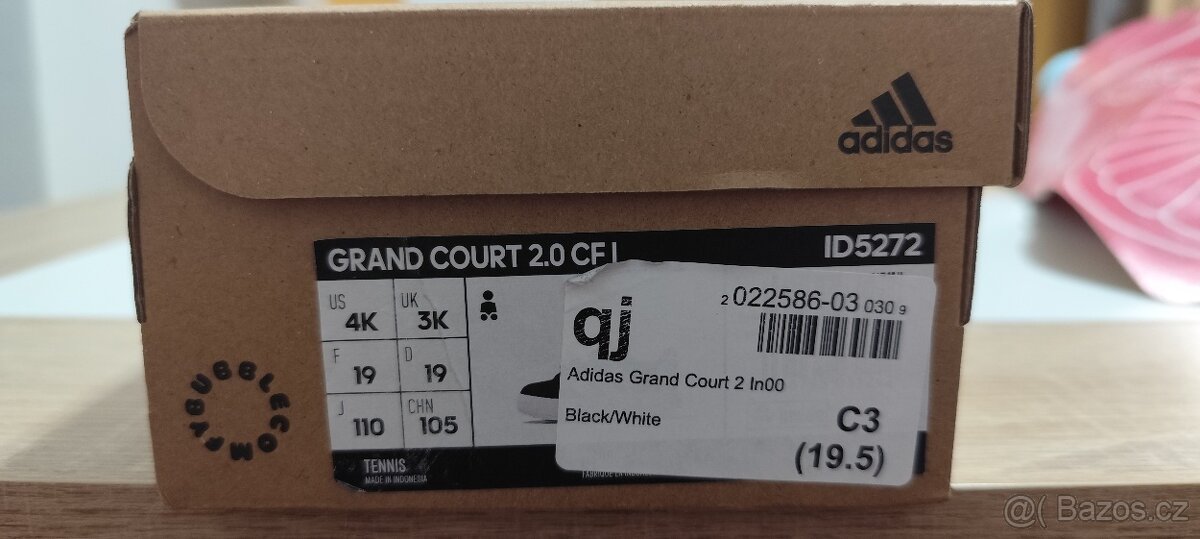 adidas
GRAND COURT 2.0 CF I
ID5272
US 4K
UK 3K
F 19
D 19
J 110
CHN 105
TENNIS
MADE IN INDONESIA
qj
2 022586-03 030 9
Adidas Grand Court 2 In00
Black/White
C3
(19.5)
BUBBLECOMFY
@( Bazos.cz